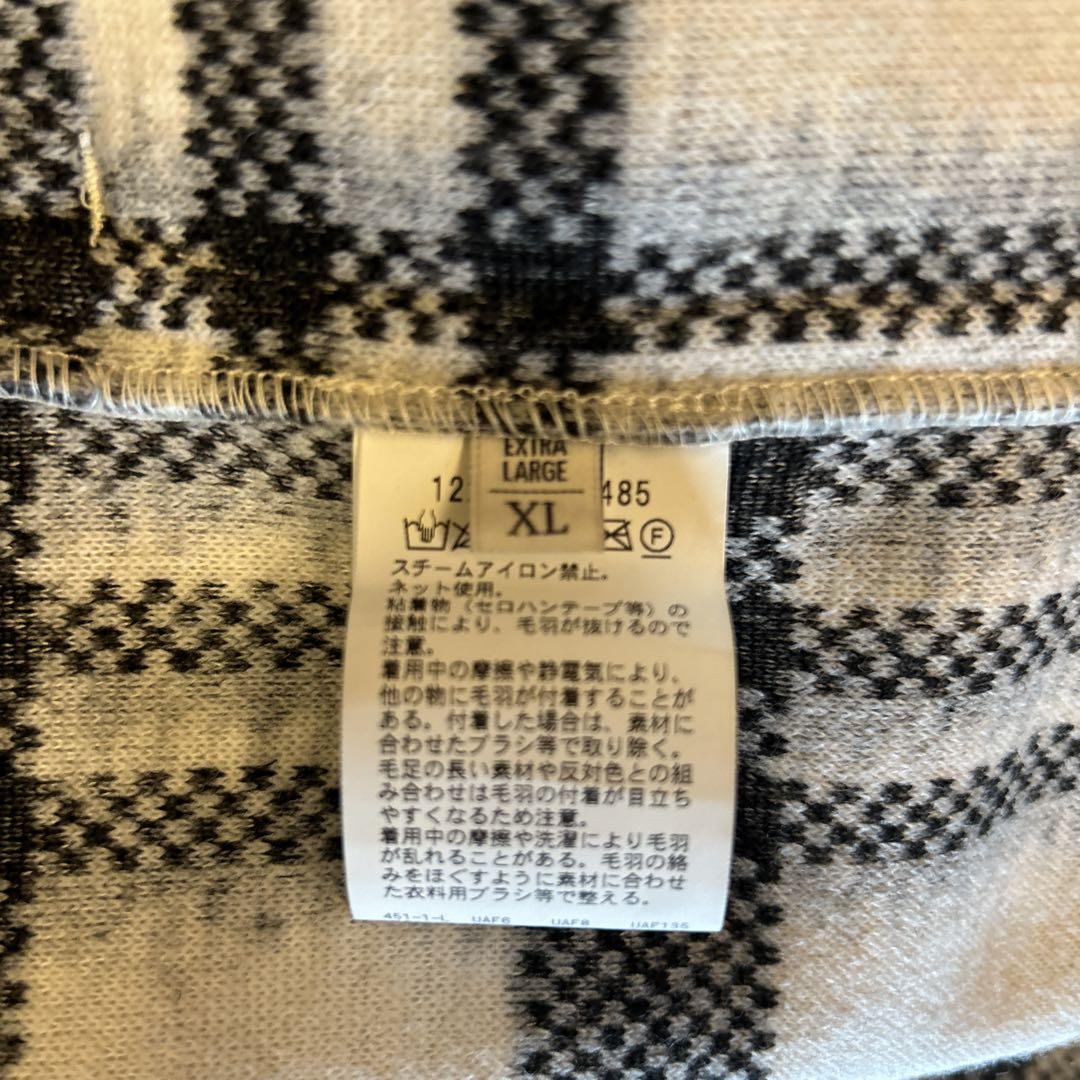 EXTRA
LARGE
12 485
XL
F
スチームアイロン禁止。
ネット使用。
粘着物（セロハンテープ等）の
接触により、毛羽が抜けるので
注意。
着用中の摩擦や静電気により、
他の物に毛羽が付着することが
ある。付着した場合は、素材に
合わせたブラシ等で取り除く。
毛足の長い素材や反対色との組
み合わせは毛羽の付着が目立ち
やすくなるため注意。
着用中の摩擦や洗濯により毛羽
が乱れることがある。毛羽の絡
みをほぐすように素材に合わせ
た衣料用ブラシ等で整える。
451-1-L UAF6 UAF8 UAF135